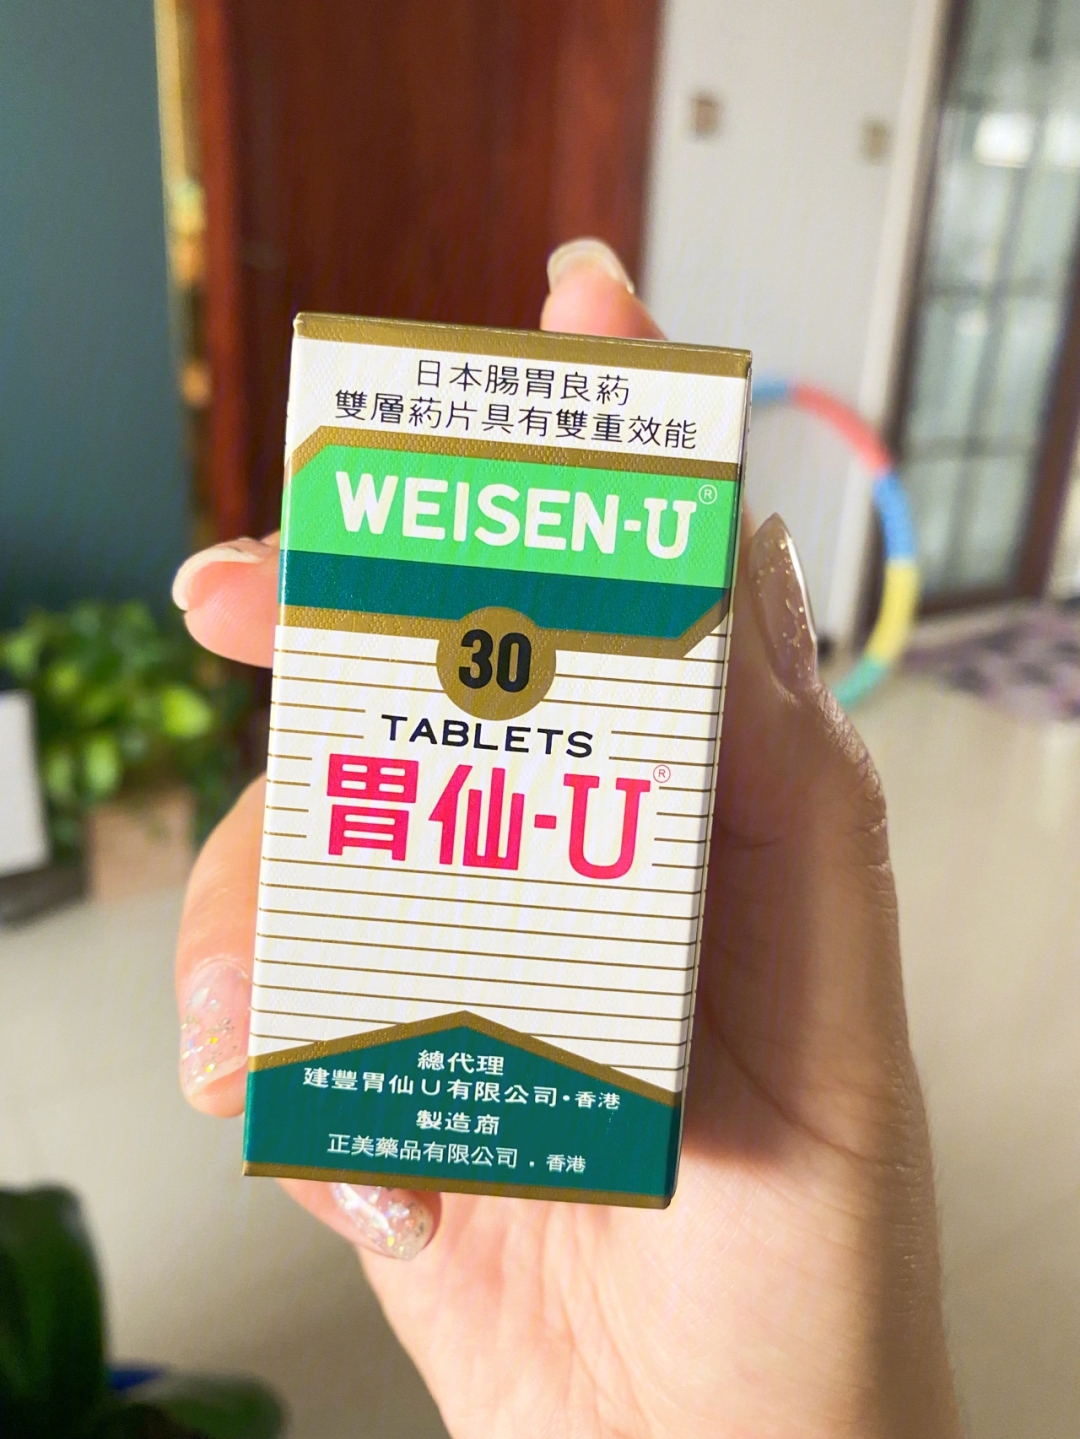 日本腸胃良葯
雙層葯片具有雙重效能
WEISEN-U®
30
TABLETS
胃仙-U®
總代理
建豐胃仙U有限公司·香港
製造商
正美藥品有限公司．香港